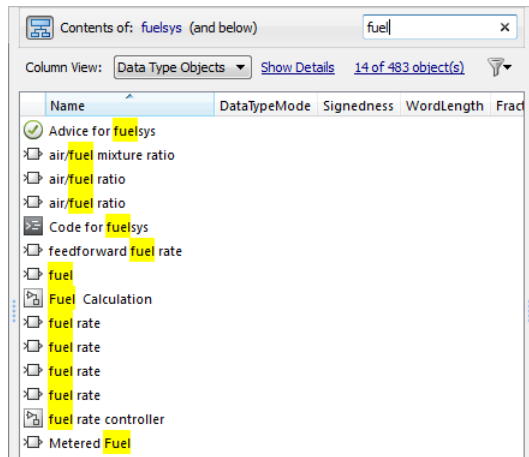 Contents of: fuelsys (and below) fuel
Column View: Data Type Objects Show Details 14 of 483 object(s)
Name DataTypeMode Signedness WordLength Fract
Advice for fuelsys
air/fuel mixture ratio
air/fuel ratio
air/fuel ratio
Code for fuelsys
feedforward fuel rate
fuel
Fuel Calculation
fuel rate
fuel rate
fuel rate
fuel rate
fuel rate controller
Metered Fuel